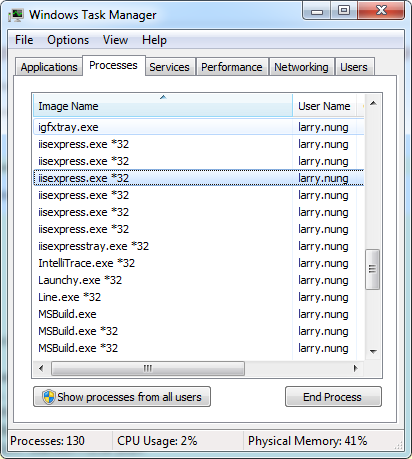 Windows Task Manager
File Options View Help
Applications Processes Services Performance Networking Users
Image Name User Name
igfxtray.exe larry.nung
iisexpress.exe *32 larry.nung
iisexpress.exe *32 larry.nung
iisexpress.exe *32 larry.nung
iisexpress.exe *32 larry.nung
iisexpress.exe *32 larry.nung
iisexpress.exe *32 larry.nung
iisexpresstray.exe *32 larry.nung
IntelliTrace.exe *32 larry.nung
Launchy.exe *32 larry.nung
Line.exe *32 larry.nung
MSBuild.exe larry.nung
MSBuild.exe *32 larry.nung
MSBuild.exe *32 larry.nung
Show processes from all users End Process
Processes: 130 CPU Usage: 2% Physical Memory: 41%